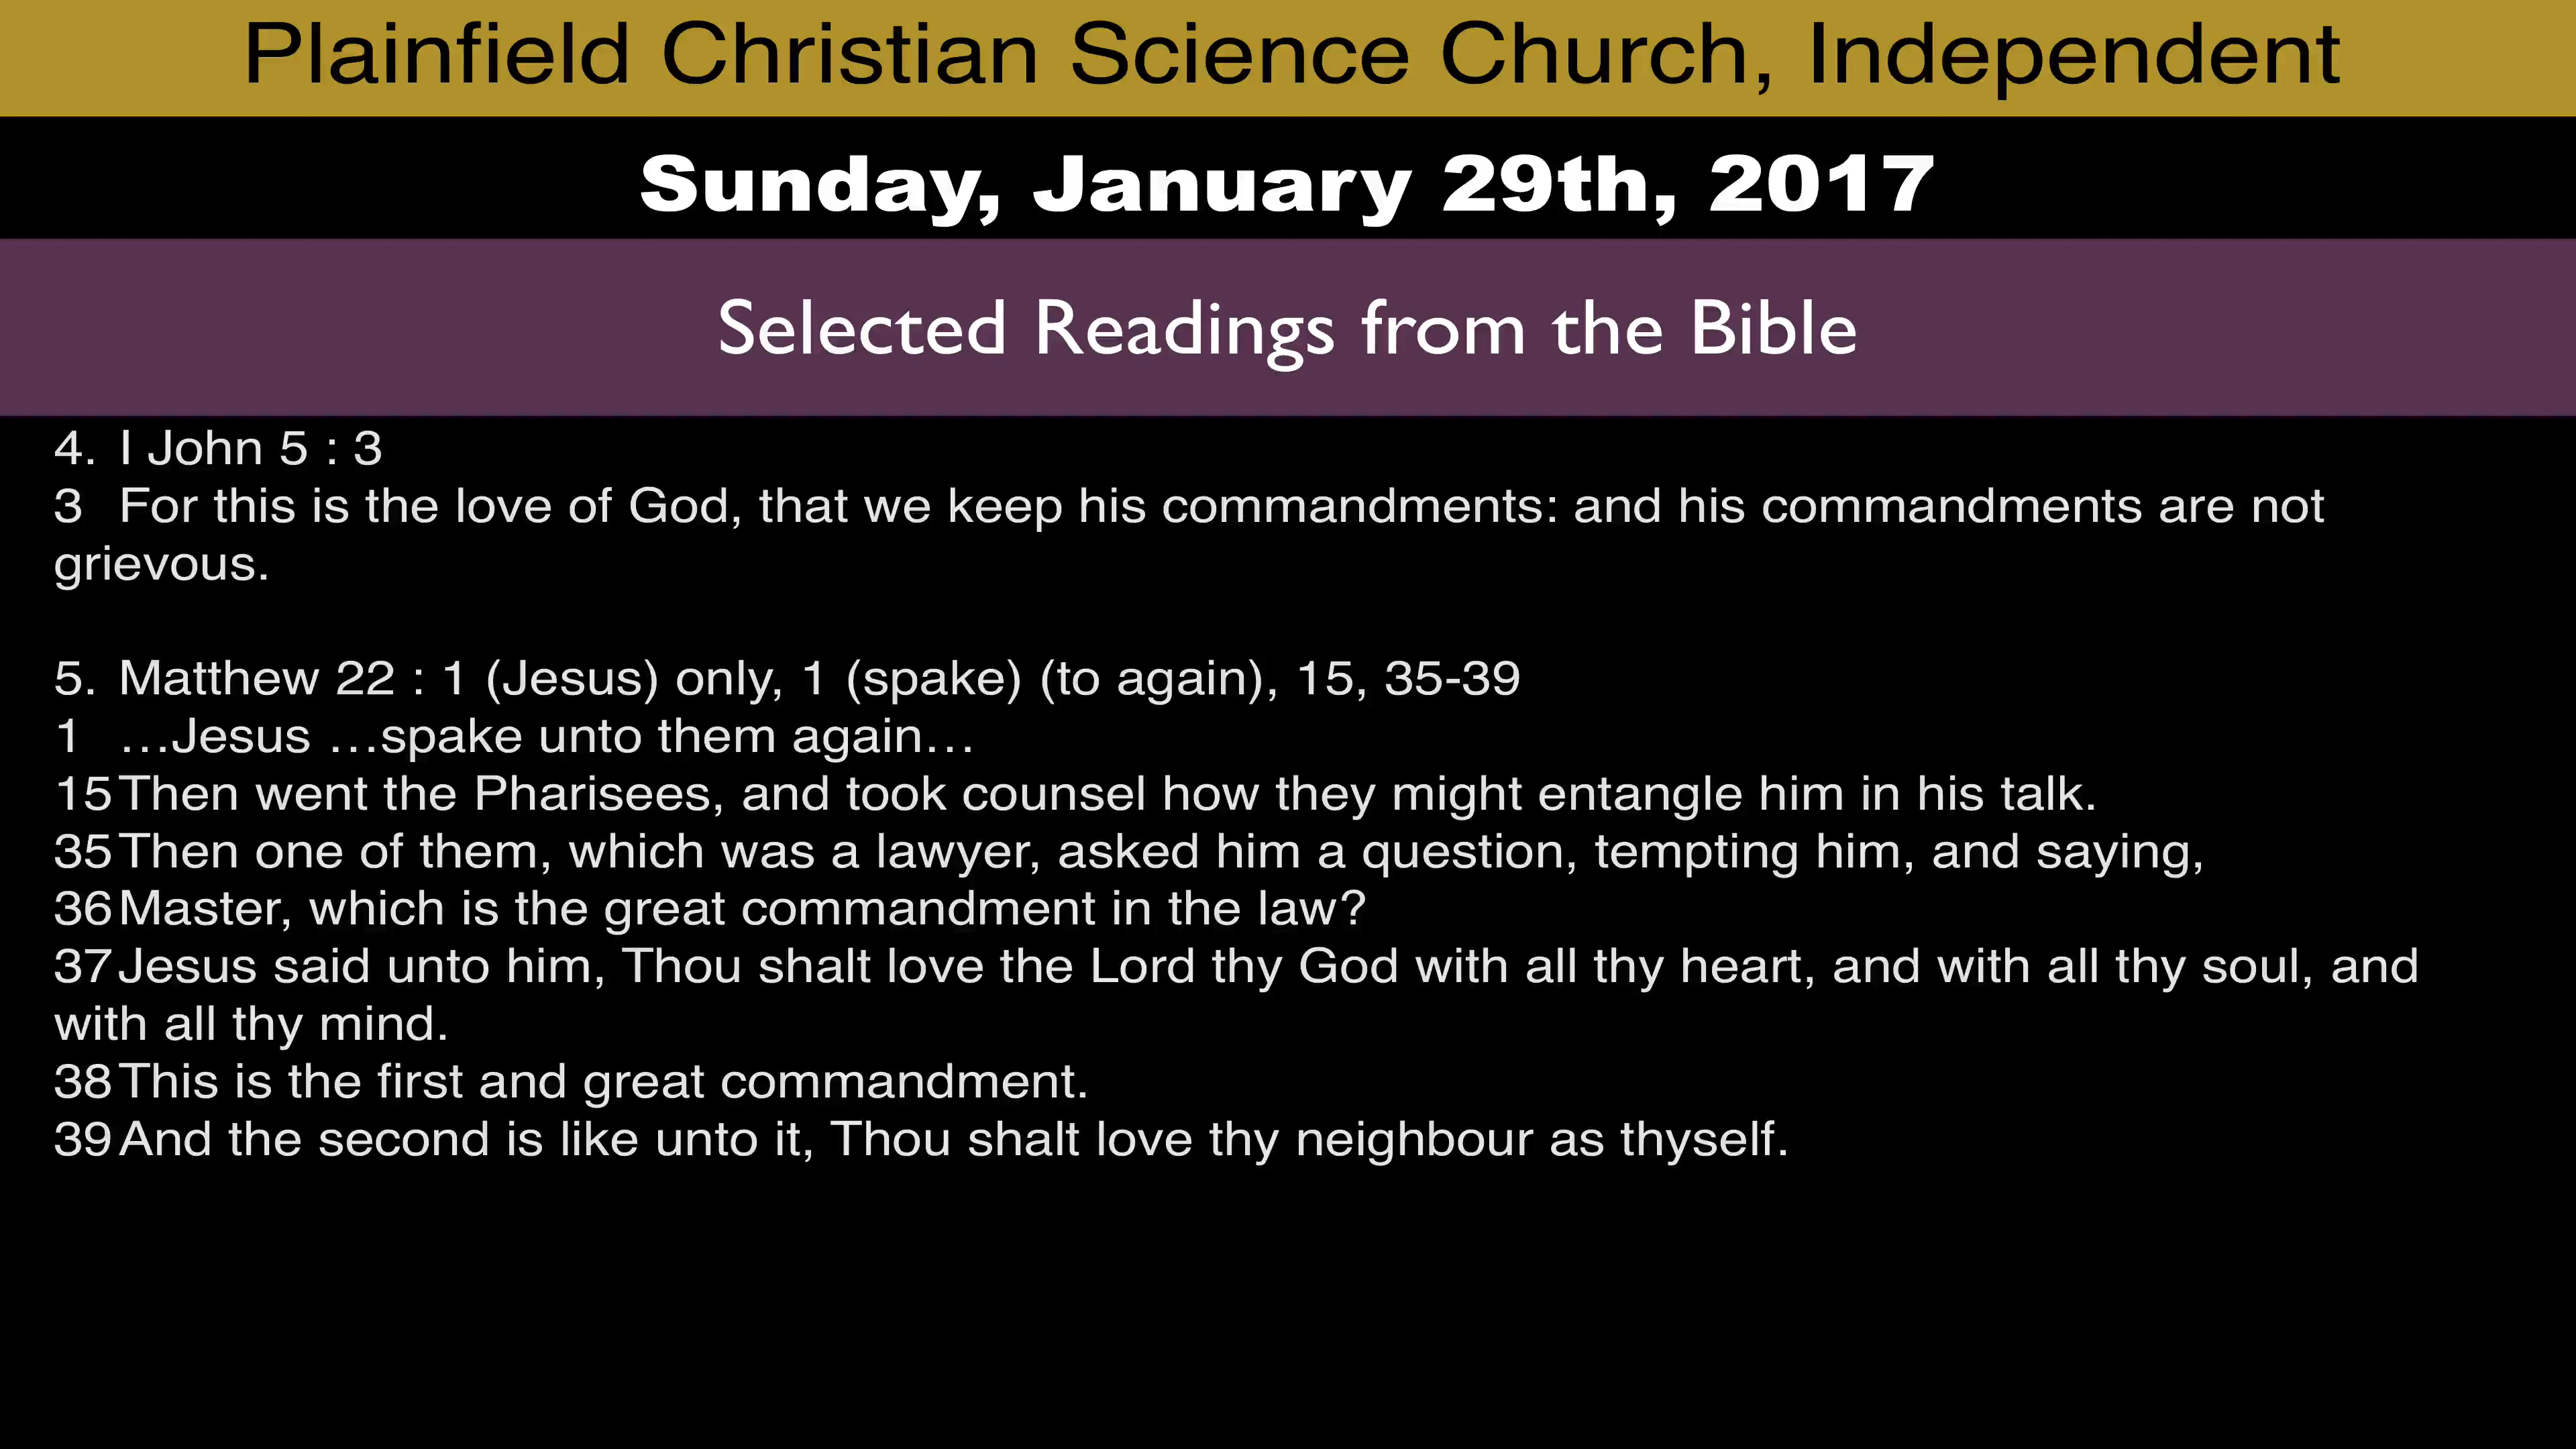 Plainfield Christian Science Church, Independent
Sunday, January 29th, 2017
Selected Readings from the Bible
4. I John 5 : 3
3 For this is the love of God, that we keep his commandments: and his commandments are not
grievous.
5. Matthew 22 : 1 (Jesus) only, 1 (spake) (to again), 15, 35-39
1 …Jesus …spake unto them again…
15 Then went the Pharisees, and took counsel how they might entangle him in his talk.
35 Then one of them, which was a lawyer, asked him a question, tempting him, and saying,
36 Master, which is the great commandment in the law?
37 Jesus said unto him, Thou shalt love the Lord thy God with all thy heart, and with all thy soul, and
with all thy mind.
38 This is the first and great commandment.
39 And the second is like unto it, Thou shalt love thy neighbour as thyself.